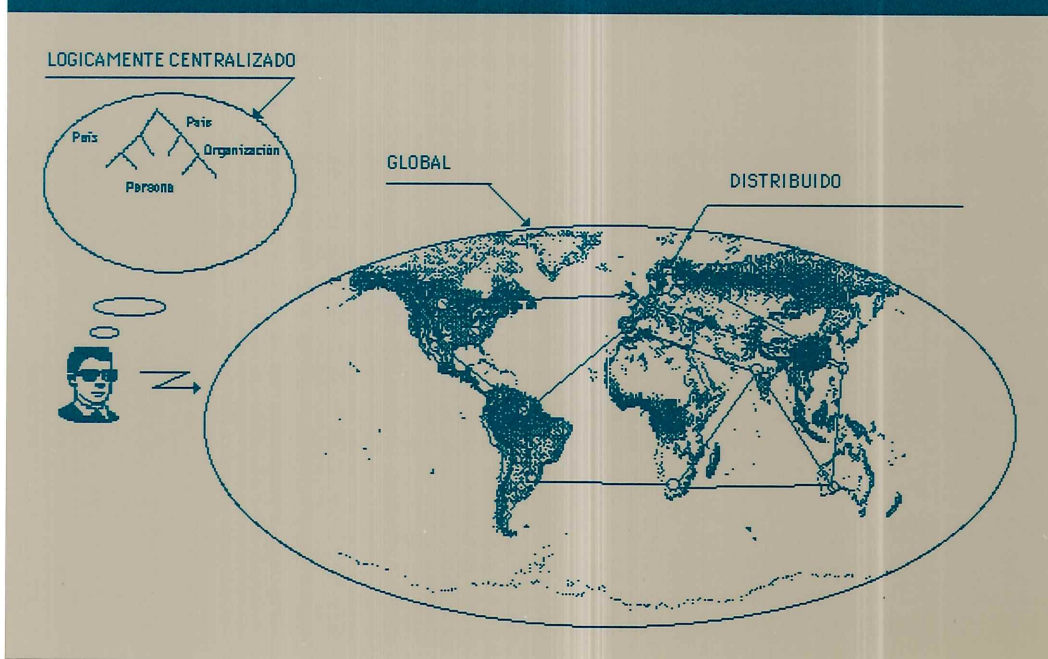 LOGICAMENTE CENTRALIZADO
País
País
Organización
Persona
GLOBAL
DISTRIBUIDO